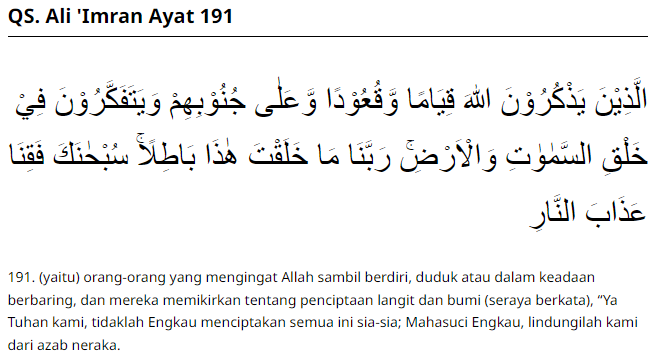 QS. Ali 'Imran Ayat 191
الَّذِيْنَ يَذْكُرُوْنَ اللّٰهَ قِيَامًا وَّقُعُوْدًا وَّعَلٰى جُنُوْبِهِمْ وَيَتَفَكَّرُوْنَ فِيْ
خَلْقِ السَّمٰوٰتِ وَالْاَرْضِۚ رَبَّنَا مَا خَلَقْتَ هٰذَا بَاطِلًاۚ سُبْحٰنَكَ فَقِنَا
عَذَابَ النَّارِ
191. (yaitu) orang-orang yang mengingat Allah sambil berdiri, duduk atau dalam keadaan
berbaring, dan mereka memikirkan tentang penciptaan langit dan bumi (seraya berkata), “Ya
Tuhan kami, tidaklah Engkau menciptakan semua ini sia-sia; Mahasuci Engkau, lindungilah kami
dari azab neraka.